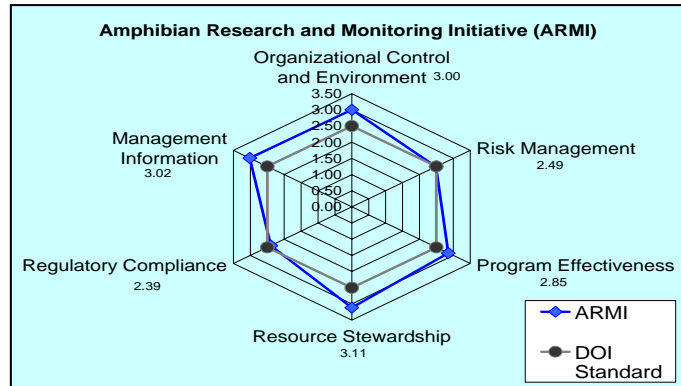 Amphibian Research and Monitoring Initiative (ARMI)
Organizational Control
and Environment 3.00
3.50
3.00
2.50
2.00
1.50
1.00
0.50
0.00
Risk Management
2.49
Program Effectiveness
2.85
Resource Stewardship
3.11
Regulatory Compliance
2.39
Management
Information
3.02
ARMI
DOI
Standard